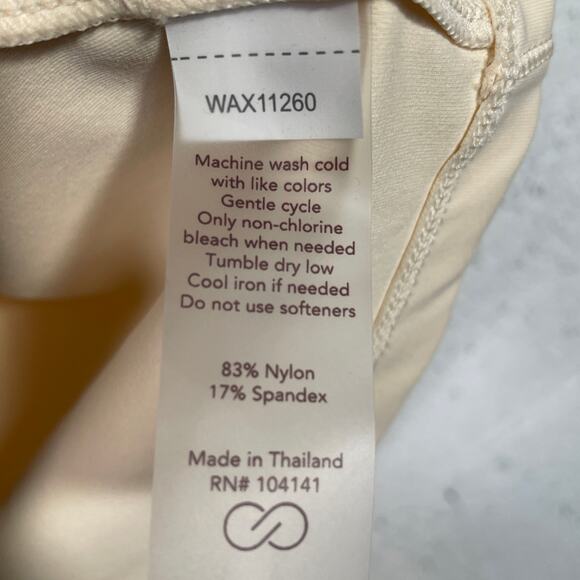 WAX11260
Machine wash cold
with like colors
Gentle cycle
Only non-chlorine
bleach when needed
Tumble dry low
Cool iron if needed
Do not use softeners
83% Nylon
17% Spandex
Made in Thailand
RN# 104141